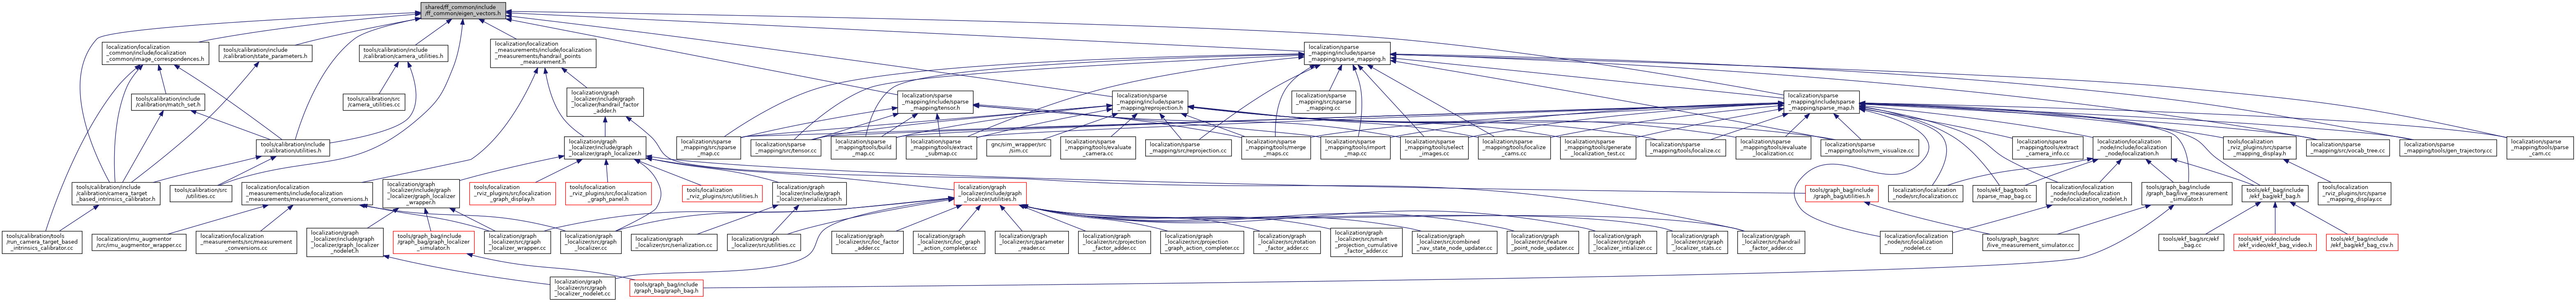 shared/ff_common/include
/ff_common/eigen_vectors.h
localization/localization
_common/include/localization
_common/image_correspondences.h
tools/calibration/include
/calibration/state_parameters.h
tools/calibration/include
/calibration/camera_utilities.h
localization/localization
_measurements/include/localization
_measurements/handrail_points
_measurement.h
localization/sparse
_mapping/include/sparse
_mapping/sparse_mapping.h
tools/calibration/include
/calibration/match_set.h
tools/calibration/src
/camera_utilities.cc
localization/graph
_localizer/include/graph
_localizer/handrail_factor
_adder.h
localization/sparse
_mapping/include/sparse
_mapping/tensor.h
localization/sparse
_mapping/include/sparse
_mapping/reprojection.h
localization/sparse
_mapping/src/sparse
_mapping.cc
localization/sparse
_mapping/include/sparse
_mapping/sparse_map.h
tools/calibration/include
/calibration/utilities.h
localization/graph
_localizer/include/graph
_localizer/graph_localizer.h
localization/sparse
_mapping/src/sparse
_map.cc
localization/sparse
_mapping/src/tensor.cc
localization/sparse
_mapping/tools/build
_map.cc
localization/sparse
_mapping/tools/extract
_submap.cc
gnc/sim_wrapper/src
/sim.cc
localization/sparse
_mapping/tools/evaluate
_camera.cc
localization/sparse
_mapping/src/reprojection.cc
localization/sparse
_mapping/tools/merge
_maps.cc
localization/sparse
_mapping/tools/import
_map.cc
localization/sparse
_mapping/tools/select
_images.cc
localization/sparse
_mapping/tools/localize
_cams.cc
localization/sparse
_mapping/tools/generate
_localization_test.cc
localization/sparse
_mapping/tools/localize.cc
localization/sparse
_mapping/tools/evaluate
_localization.cc
localization/sparse
_mapping/tools/nvm_visualize.cc
localization/sparse
_mapping/tools/extract
_camera_info.cc
localization/localization
_node/include/localization
_node/localization.h
tools/localization
_rviz_plugins/src/sparse
_mapping_display.h
localization/sparse
_mapping/src/vocab_tree.cc
localization/sparse
_mapping/tools/gen_trajectory.cc
localization/sparse
_mapping/tools/sparse
_cam.cc
tools/calibration/include
/calibration/camera_target
_based_intrinsics_calibrator.h
tools/calibration/src
/utilities.cc
localization/localization
_measurements/include/localization
_measurements/measurement_conversions.h
localization/graph
_localizer/include/graph
_localizer/graph_localizer
_wrapper.h
tools/localization
_rviz_plugins/src/localization
_graph_display.h
tools/localization
_rviz_plugins/src/localization
_graph_panel.h
tools/localization
_rviz_plugins/src/utilities.h
localization/graph
_localizer/include/graph
_localizer/serialization.h
localization/graph
_localizer/include/graph
_localizer/utilities.h
tools/graph_bag/include
/graph_bag/utilities.h
localization/localization
_node/src/localization.cc
tools/ekf_bag/tools
/sparse_map_bag.cc
localization/localization
_node/include/localization
_node/localization_nodelet.h
tools/graph_bag/include
/graph_bag/live_measurement
_simulator.h
tools/ekf_bag/include
/ekf_bag/ekf_bag.h
tools/localization
_rviz_plugins/src/sparse
_mapping_display.cc
tools/calibration/tools
/run_camera_target_based
_intrinsics_calibrator.cc
localization/imu_augmentor
/src/imu_augmentor_wrapper.cc
localization/localization
_measurements/src/measurement
_conversions.cc
localization/graph
_localizer/include/graph
_localizer/graph_localizer
_nodelet.h
tools/graph_bag/include
/graph_bag/graph_localizer
_simulator.h
localization/graph
_localizer/src/graph
_localizer_wrapper.cc
localization/graph
_localizer/src/graph
_localizer.cc
localization/graph
_localizer/src/serialization.cc
localization/graph
_localizer/src/utilities.cc
localization/graph
_localizer/src/loc_factor
_adder.cc
localization/graph
_localizer/src/loc_graph
_action_completer.cc
localization/graph
_localizer/src/parameter
_reader.cc
localization/graph
_localizer/src/projection
_factor_adder.cc
localization/graph
_localizer/src/projection
_graph_action_completer.cc
localization/graph
_localizer/src/rotation
_factor_adder.cc
localization/graph
_localizer/src/smart
_projection_cumulative
_factor_adder.cc
localization/graph
_localizer/src/combined
_nav_state_node_updater.cc
localization/graph
_localizer/src/feature
_point_node_updater.cc
localization/graph
_localizer/src/graph
_localizer_intializer.cc
localization/graph
_localizer/src/graph
_localizer_stats.cc
localization/graph
_localizer/src/handrail
_factor_adder.cc
localization/localization
_node/src/localization
_nodelet.cc
tools/graph_bag/src
/live_measurement_simulator.cc
tools/ekf_bag/src/ekf
_bag.cc
tools/ekf_video/include
/ekf_video/ekf_bag_video.h
tools/ekf_bag/include
/ekf_bag/ekf_bag_csv.h
localization/graph
_localizer/src/graph
_localizer_nodelet.cc
tools/graph_bag/include
/graph_bag/graph_bag.h